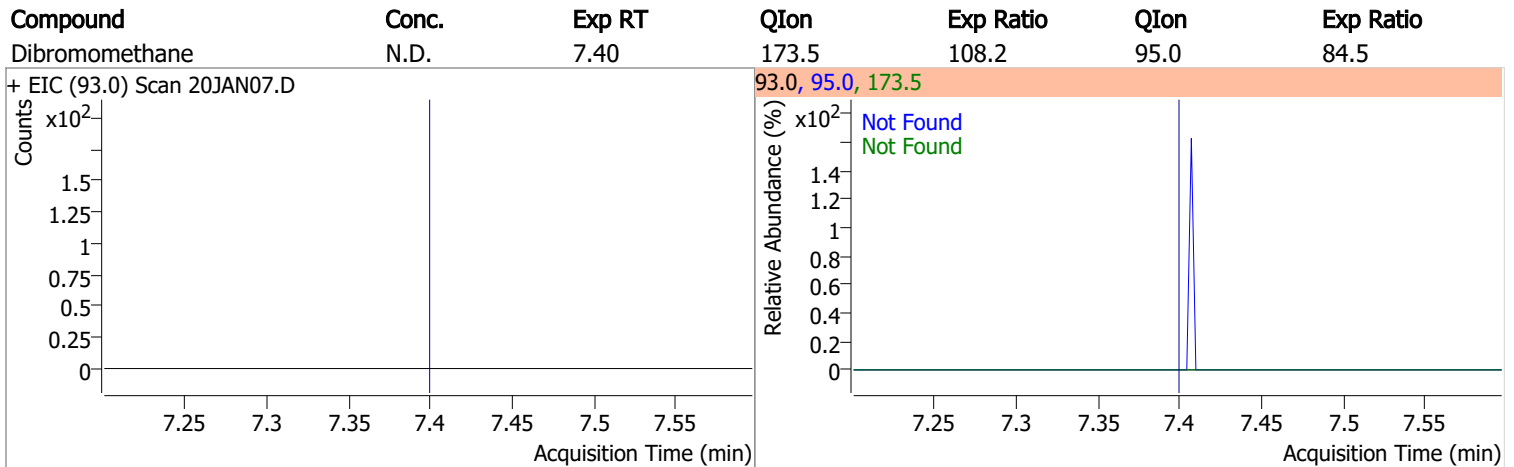 Compound Conc. Exp RT QIon Exp Ratio QIon Exp Ratio
Dibromomethane N.D. 7.40 173.5 108.2 95.0 84.5
+ EIC (93.0) Scan 20JAN07.D
Counts
x10²
1.5
1.25
1
0.75
0.5
0.25
0
7.25 7.3 7.35 7.4 7.45 7.5 7.55
Acquisition Time (min)
93.0, 95.0, 173.5
Relative Abundance (%)
x10²
Not Found
Not Found
1.4
1.2
1
0.8
0.6
0.4
0.2
0
7.25 7.3 7.35 7.4 7.45 7.5 7.55
Acquisition Time (min)